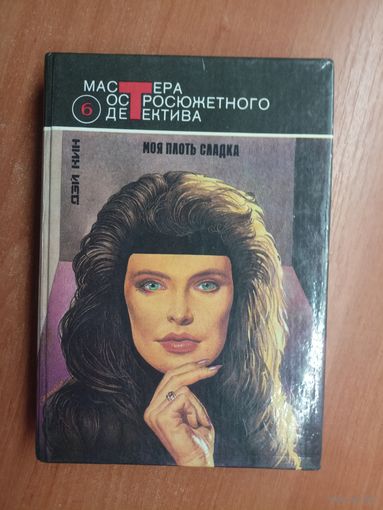 МАСТЕРА
6
ОСТРОСЮЖЕТНОГО
ДЕТЕКТИВА
ДЭЙ КИН
МОЯ ПЛОТЬ СЛАДКА